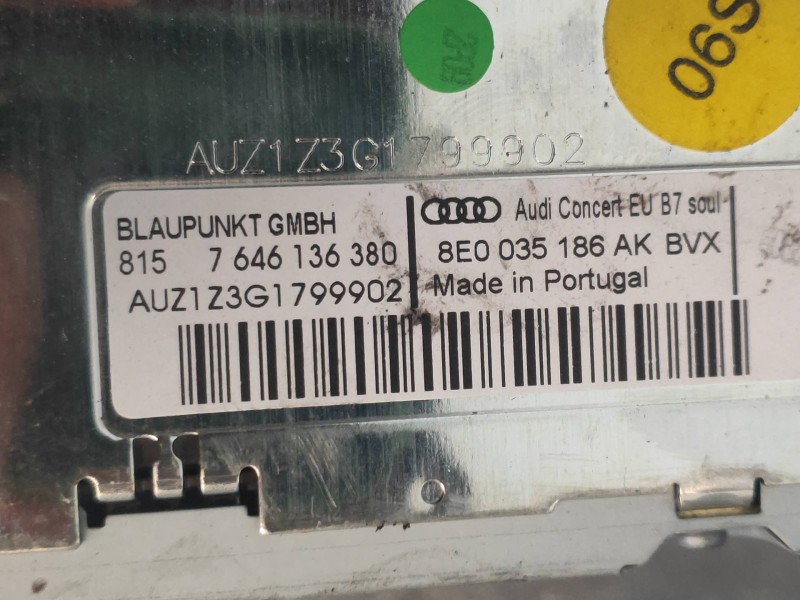 06S
AUZ1Z3G1799902
BLAUPUNKT GMBH
815 7 646 136 380
AUZ1Z3G1799902
Audi Concert EU B7 soul
8E0 035 186 AK BVX
Made in Portugal